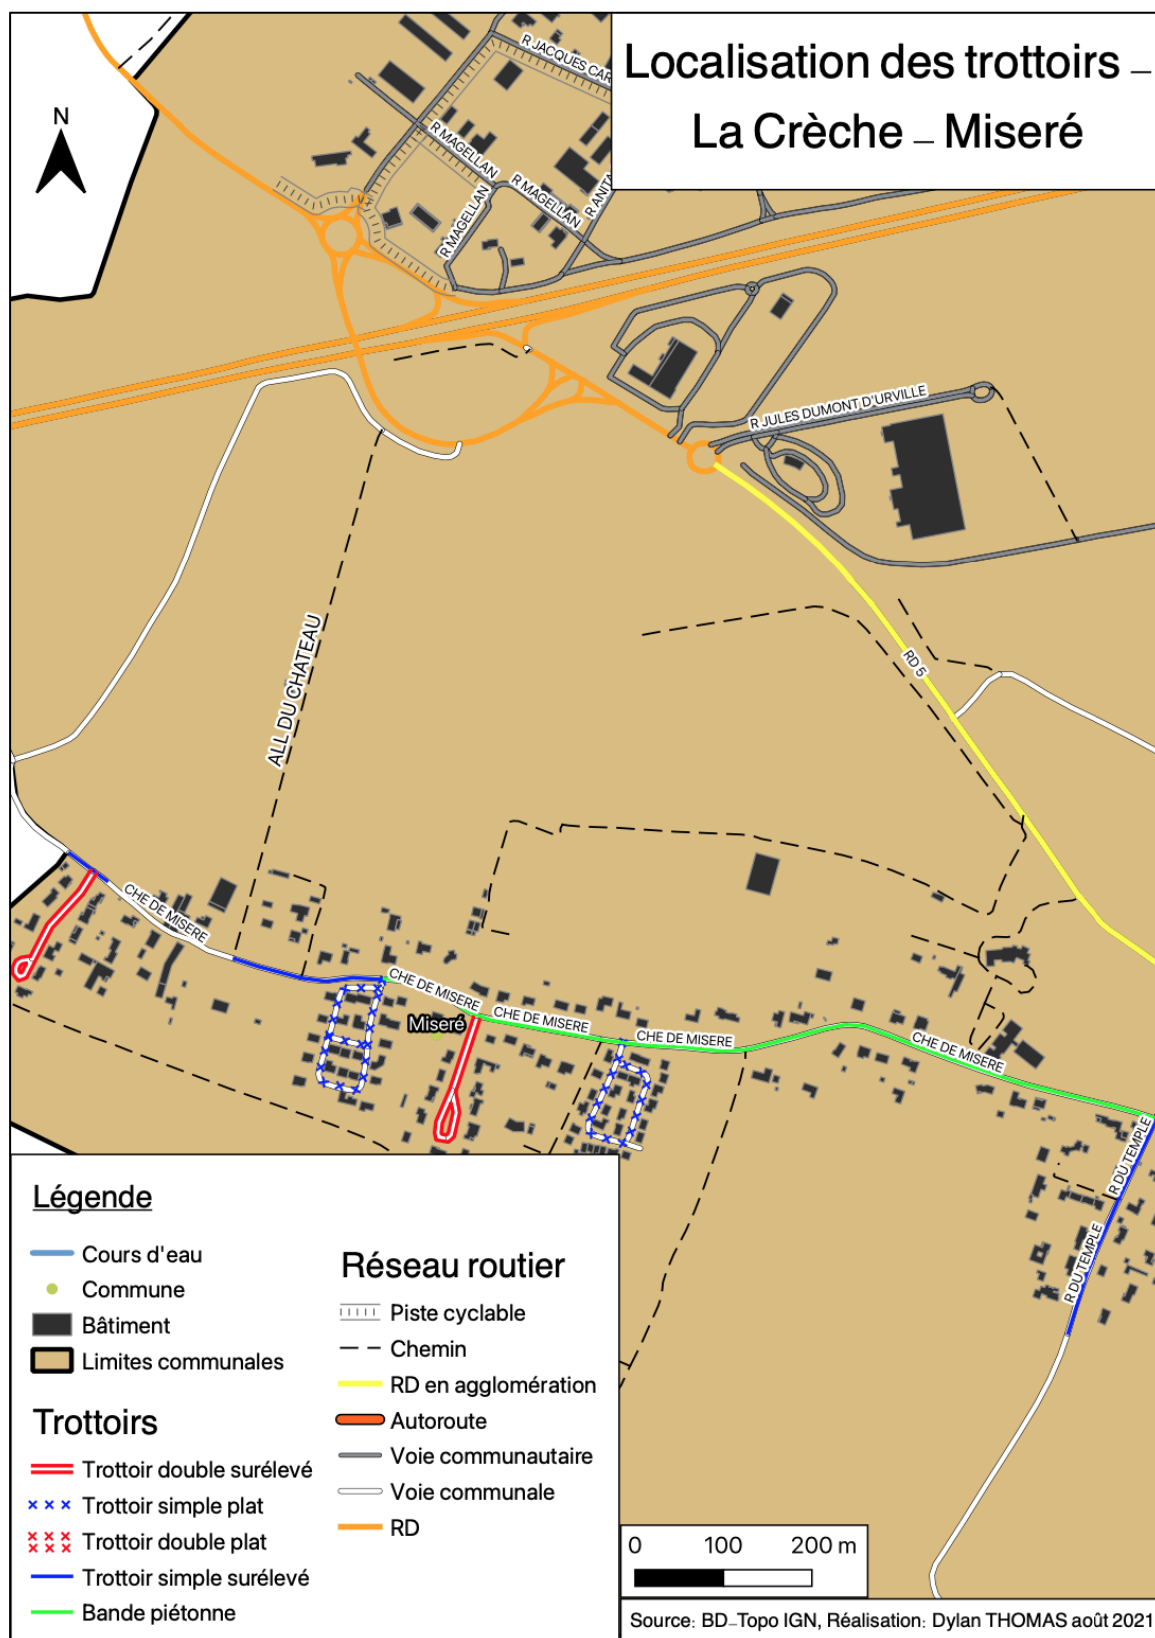 Localisation des trottoirs –
La Crèche – Miseré
N
R JACQUES CAR
R MAGELLAN
R MAGELLAN
R MAGELLAN
R ANITA
R JULES DUMONT D'URVILLE
RD 5
ALL DU CHATEAU
CHE DE MISERE
CHE DE MISERE
CHE DE MISERE
CHE DE MISERE
CHE DE MISERE
Miseré
R DU TEMPLE
R DU TEMPLE
Légende
Cours d'eau
Commune
Bâtiment
Limites communales
Trottoirs
Trottoir double surélevé
Trottoir simple plat
Trottoir double plat
Trottoir simple surélevé
Bande piétonne
Réseau routier
Piste cyclable
Chemin
RD en agglomération
Autoroute
Voie communautaire
Voie communale
RD
0 100 200 m
Source: BD–Topo IGN, Réalisation: Dylan THOMAS août 2021